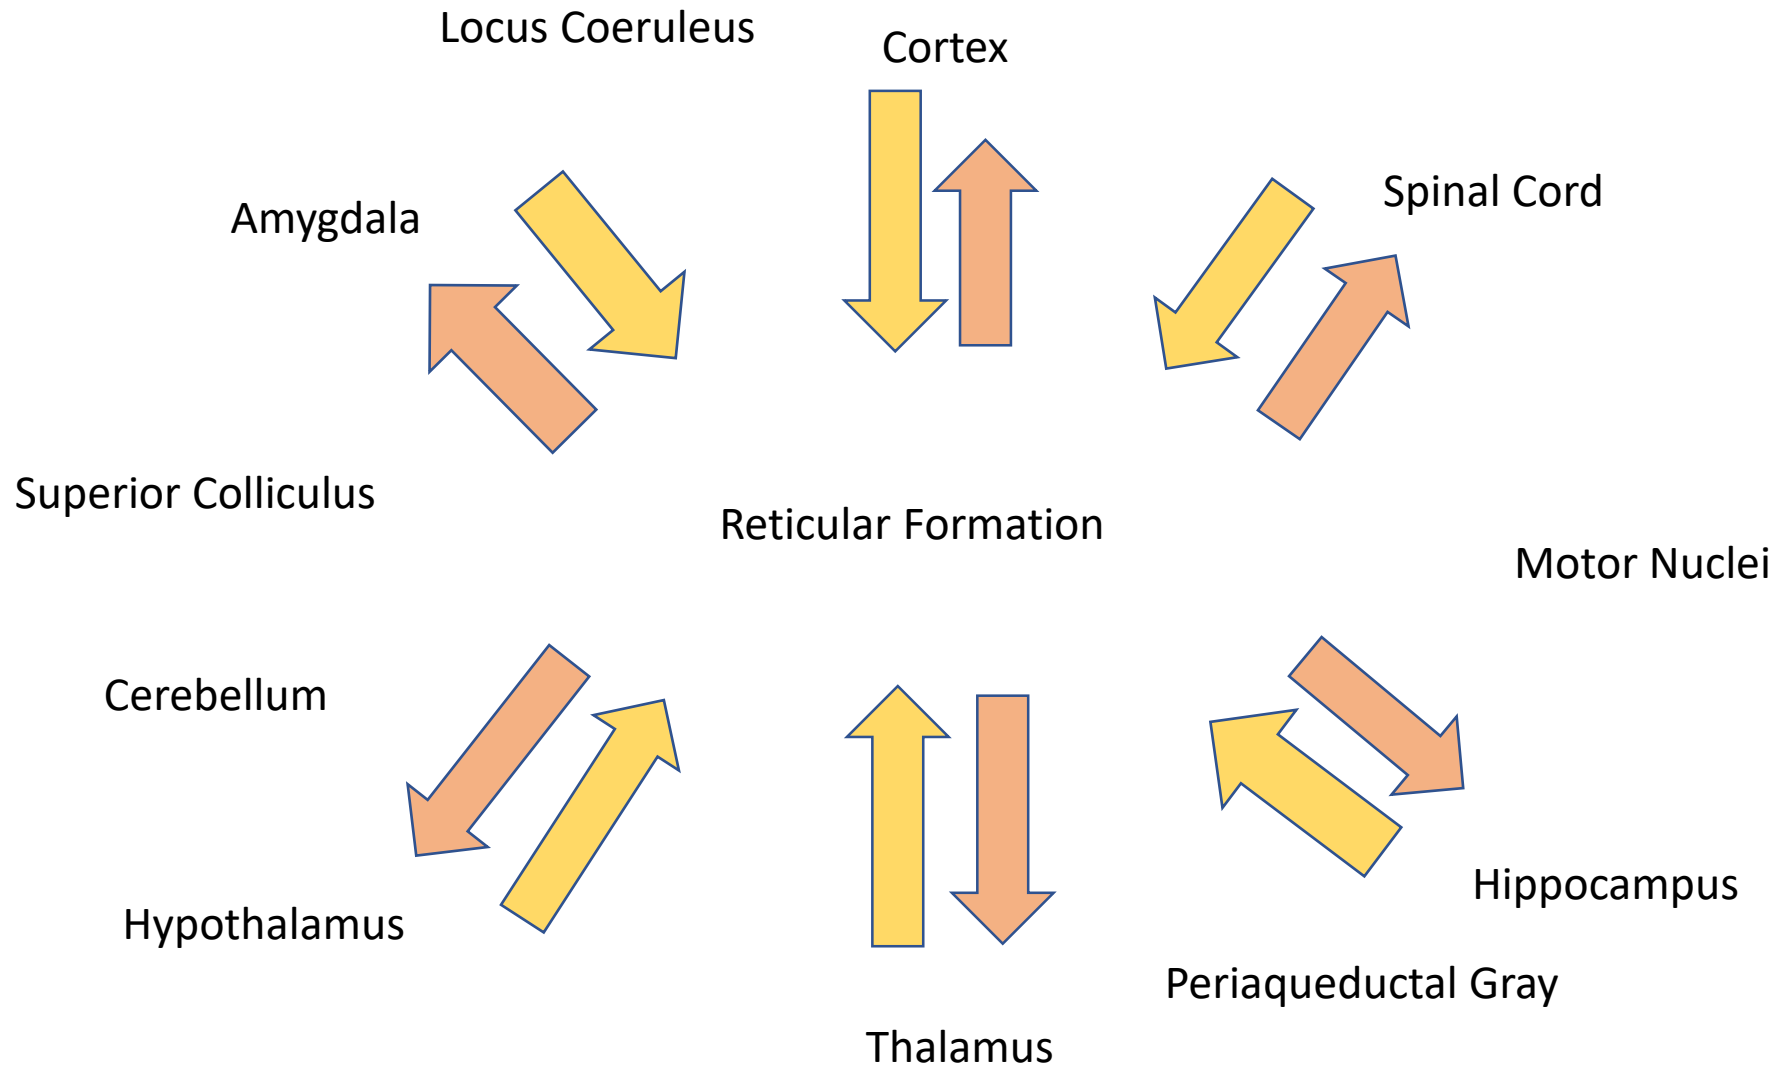 Locus Coeruleus
Cortex
Spinal Cord
Amygdala
Superior Colliculus
Reticular Formation
Motor Nuclei
Cerebellum
Hippocampus
Hypothalamus
Periaqueductal Gray
Thalamus